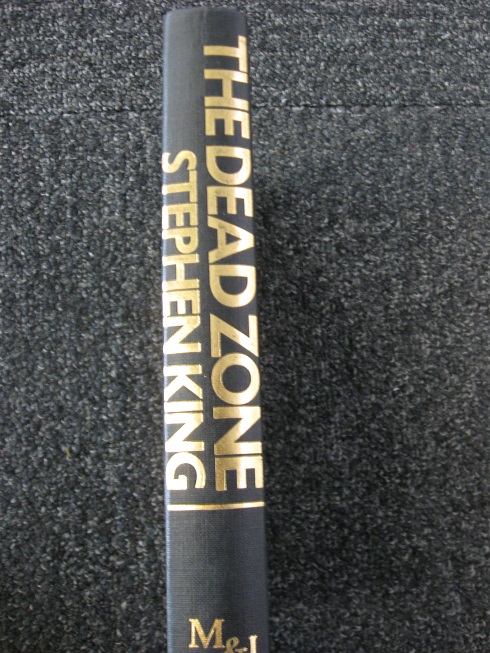 THE DEAD ZONE
STEPHEN KING
M&J